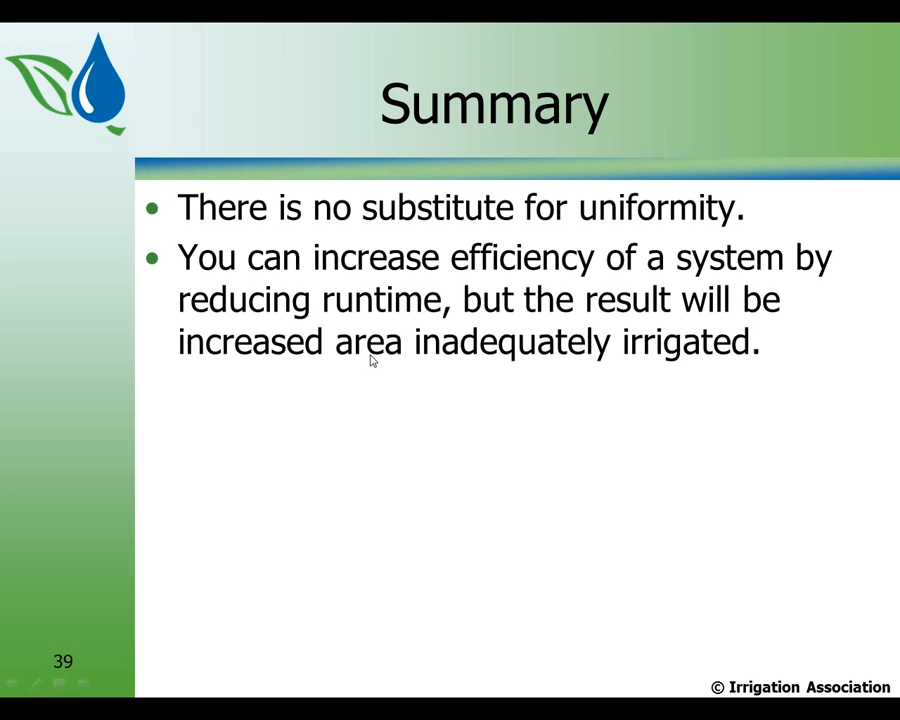 Summary
• There is no substitute for uniformity.
• You can increase efficiency of a system by
reducing runtime, but the result will be
increased area inadequately irrigated.
39
© Irrigation Association